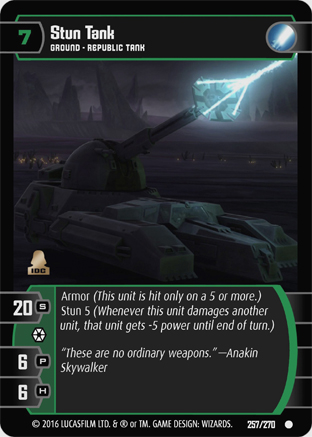 7
Stun Tank
GROUND - REPUBLIC TANK
IDC
20 S
6 P
6 H
Armor (This unit is hit only on a 5 or more.)
Stun 5 (Whenever this unit damages another
unit, that unit gets -5 power until end of turn.)
“These are no ordinary weapons.” —Anakin
Skywalker
© 2016 LUCASFILM LTD. & ® or TM. GAME DESIGN: WIZARDS.
257/270